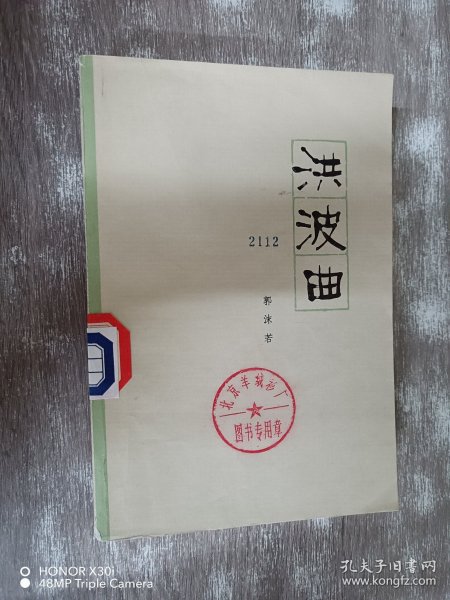 洪波曲
2112
郭沫若
北京羊绒衫厂
图书专用章
HONOR X30i
48MP Triple Camera
孔夫子旧书网
www.kongfz.com